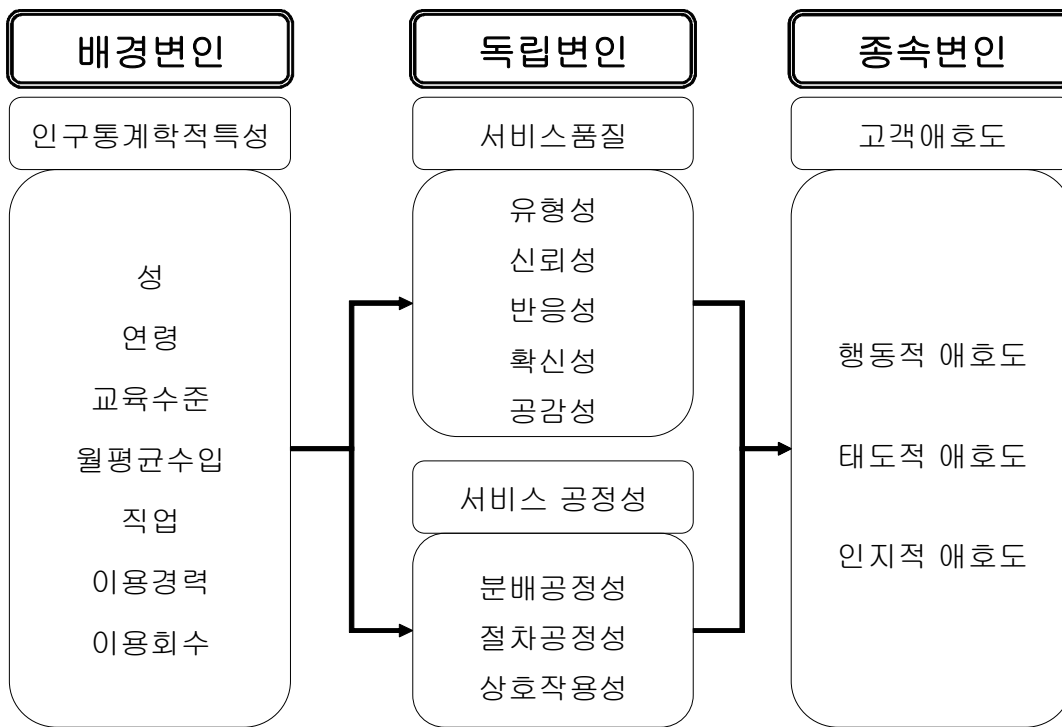 배경변인
인구통계학적특성
성
연령
교육수준
월평균수입
직업
이용경력
이용회수
독립변인
서비스품질
유형성
신뢰성
반응성
확신성
공감성
서비스 공정성
분배공정성
절차공정성
상호작용성
종속변인
고객애호도
행동적 애호도
태도적 애호도
인지적 애호도